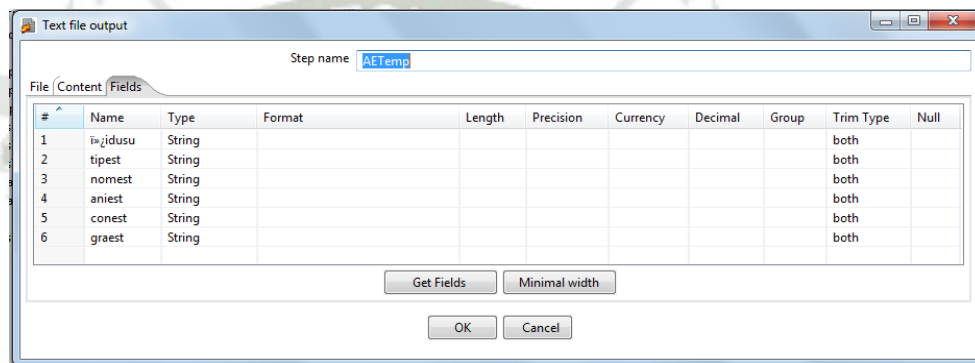 Text file output
Step name AETemp
File Content Fields
# Name Type Format Length Precision Currency Decimal Group Trim Type Null
1 ï»¿idusu String both
2 tipest String both
3 nomest String both
4 aniest String both
5 conest String both
6 graest String both
Get Fields Minimal width
OK Cancel